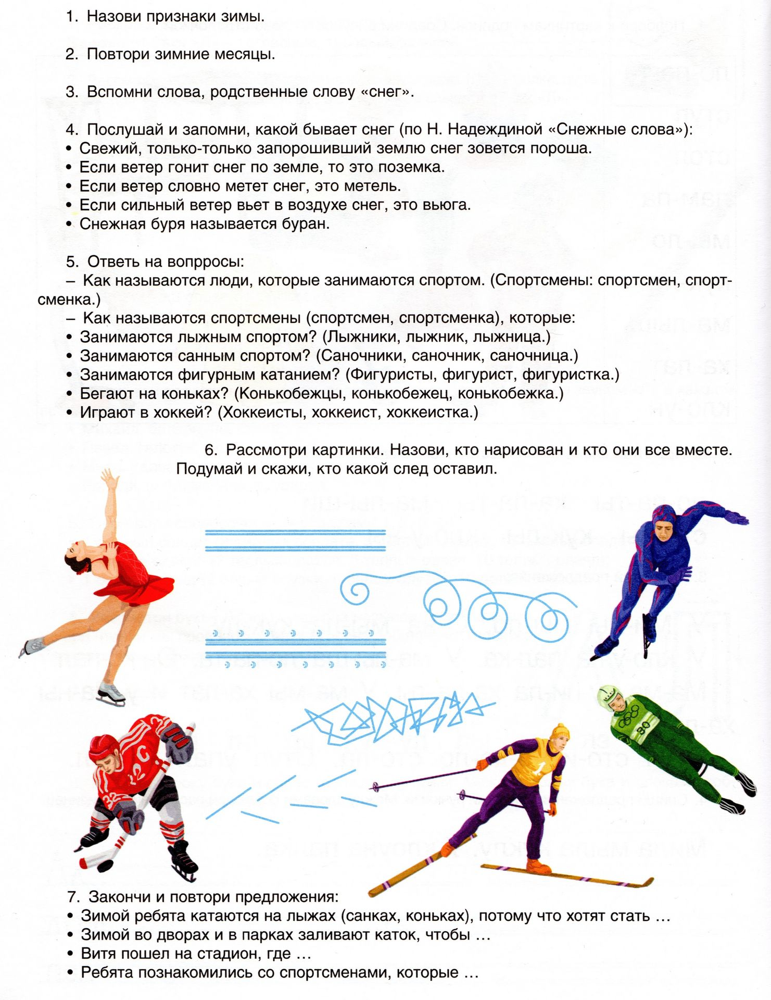 1. Назови признаки зимы.
2. Повтори зимние месяцы.
3. Вспомни слова, родственные слову «снег».
4. Послушай и запомни, какой бывает снег (по Н. Надеждиной «Снежные слова»):
• Свежий, только-только запорошивший землю снег зовется пороша.
• Если ветер гонит снег по земле, то это поземка.
• Если ветер словно метет снег, это метель.
• Если сильный ветер вьет в воздухе снег, это вьюга.
• Снежная буря называется буран.
5. Ответь на вопрросы:
– Как называются люди, которые занимаются спортом. (Спортсмены: спортсмен, спорт-
сменка.)
– Как называются спортсмены (спортсмен, спортсменка), которые:
• Занимаются лыжным спортом? (Лыжники, лыжник, лыжница.)
• Занимаются санным спортом? (Саночники, саночник, саночница.)
• Занимаются фигурным катанием? (Фигуристы, фигурист, фигуристка.)
• Бегают на коньках? (Конькобежцы, конькобежец, конькобежка.)
• Играют в хоккей? (Хоккеисты, хоккеист, хоккеистка.)
6. Рассмотри картинки. Назови, кто нарисован и кто они все вместе.
Подумай и скажи, кто какой след оставил.
80
1
C
12
32
7. Закончи и повтори предложения:
• Зимой ребята катаются на лыжах (санках, коньках), потому что хотят стать ...
• Зимой во дворах и в парках заливают каток, чтобы ...
• Витя пошел на стадион, где ...
• Ребята познакомились со спортсменами, которые ...